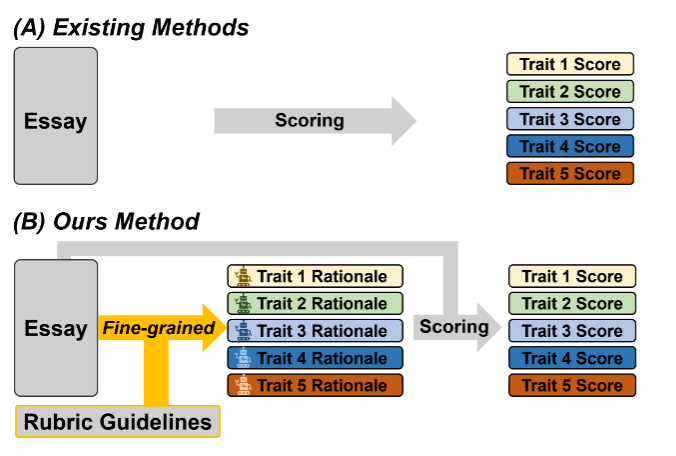 (A) Existing Methods
Essay
Scoring
Trait 1 Score
Trait 2 Score
Trait 3 Score
Trait 4 Score
Trait 5 Score
(B) Ours Method
Essay
Fine-grained
Rubric Guidelines
Trait 1 Rationale
Trait 2 Rationale
Trait 3 Rationale
Trait 4 Rationale
Trait 5 Rationale
Scoring
Trait 1 Score
Trait 2 Score
Trait 3 Score
Trait 4 Score
Trait 5 Score